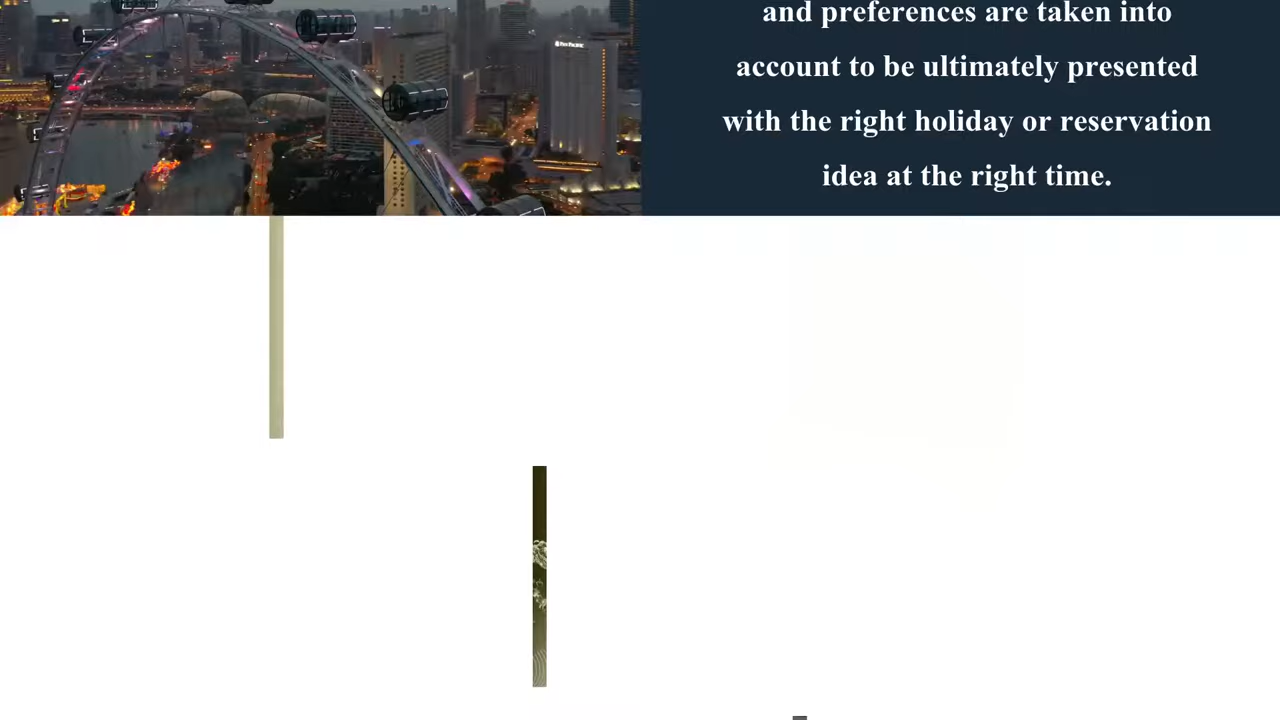 and preferences are taken into
account to be ultimately presented
with the right holiday or reservation
idea at the right time.